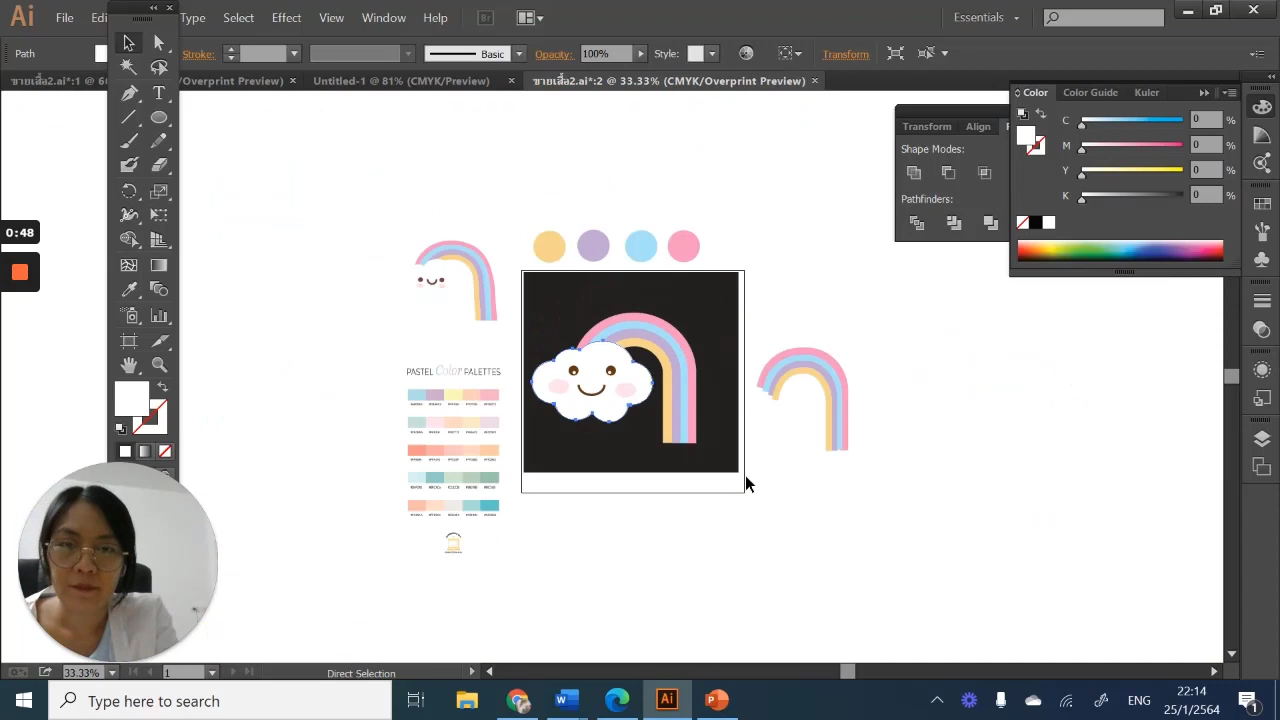 Ai File Edit Type Select Effect View Window Help Br Essentials
Path Stroke: Basic Opacity: 100% Style: Transform
ขายเสื้อ2.ai*:1 @ 6 /Overprint Preview) Untitled-1 @ 81% (CMYK/Preview) ขายเสื้อ2.ai*:2 @ 33.33% (CMYK/Overprint Preview)
Color Color Guide Kuler
C 0 %
M 0 %
Y 0 %
K 0 %
Transform Align
Shape Modes:
Pathfinders:
0:48
PASTEL Color PALETTES
33.33% 1 Direct Selection
Type here to search
ENG
22:14
25/1/2564
1